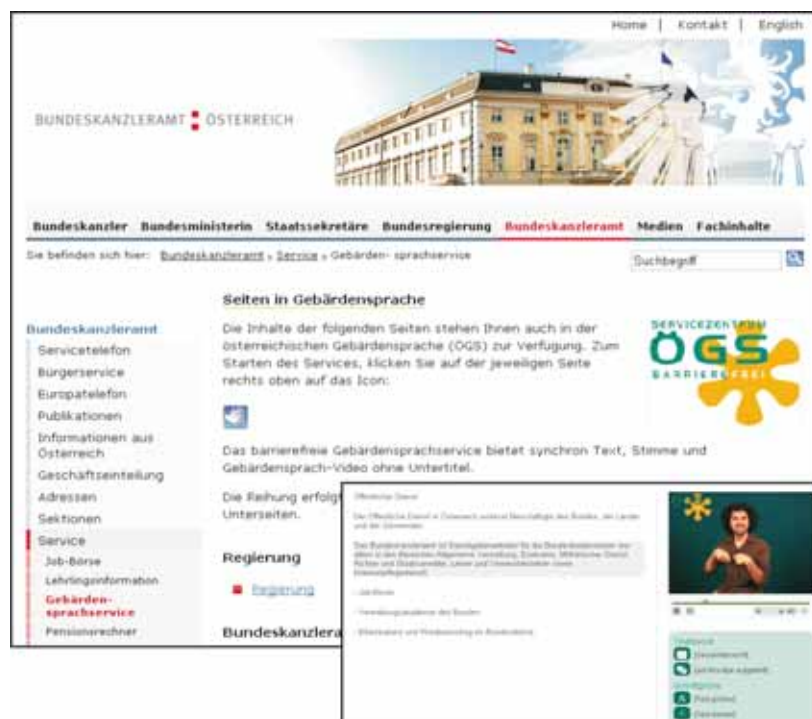 Home | Kontakt | English
BUNDESKANZLERAMT ÖSTERREICH
Bundeskanzler Bundesministerin Staatssekretäre Bundesregierung Bundeskanzleramt Medien Fachinhalte
Sie befinden sich hier: Bundeskanzleramt » Service » Gebärden- sprachservice
Suchbegriff
Bundeskanzleramt
Servicetelefon
Bürgerservice
Europatelefon
Publikationen
Informationen aus
Österreich
Geschäftseinteilung
Adressen
Sektionen
Service
Job-Börse
Lehrlingsinformation
Gebärden-
sprachservice
Pensionsrechner
Seiten in Gebärdensprache
Die Inhalte der folgenden Seiten stehen Ihnen auch in der
österreichischen Gebärdensprache (ÖGS) zur Verfügung. Zum
Starten des Services, klicken Sie auf der jeweiligen Seite
rechts oben auf das Icon:
Das barrierefreie Gebärdensprachservice bietet synchron Text, Stimme und
Gebärdensprach-Video ohne Untertitel.
Die Reihung erfolgt
Unterseiten.
Regierung
Regierung
Bundeskanzlera
SERVICEZENTRUM
ÖGS
BARRIEREFREI
Öffentlicher Dienst
- Job-Börse
- Verwaltungsakademie des Bundes